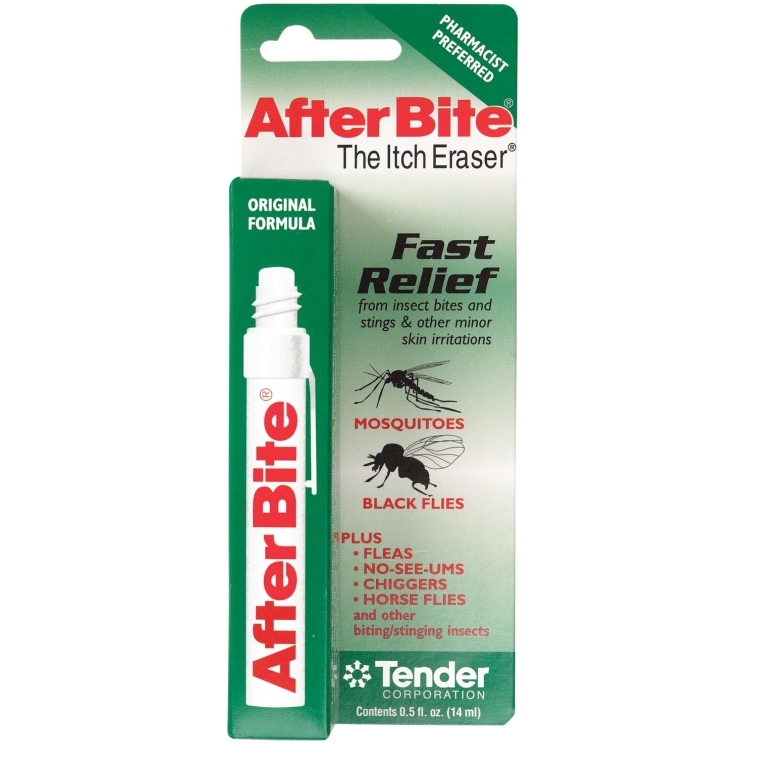 PHARMACIST
PREFERRED
AfterBite®
The Itch Eraser®
ORIGINAL
FORMULA
AfterBite®
Fast
Relief
from insect bites and
stings & other minor
skin irritations
MOSQUITOES
BLACK FLIES
PLUS
• FLEAS
• NO-SEE-UMS
• CHIGGERS
• HORSE FLIES
and other
biting/stinging insects
Tender
CORPORATION
Contents 0.5 fl. oz. (14 ml)